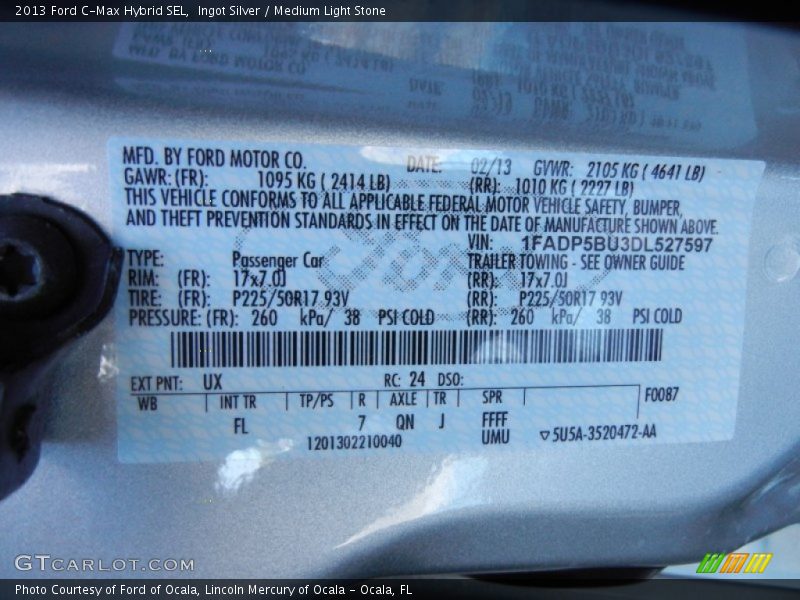 2013 Ford C-Max Hybrid SEL, Ingot Silver / Medium Light Stone
MFD. BY FORD MOTOR CO. DATE: 02/13 GVWR: 2105 KG ( 4641 LB)
GAWR: (FR): 1095 KG ( 2414 LB) (RR): 1010 KG ( 2227 LB)
THIS VEHICLE CONFORMS TO ALL APPLICABLE FEDERAL MOTOR VEHICLE SAFETY, BUMPER,
AND THEFT PREVENTION STANDARDS IN EFFECT ON THE DATE OF MANUFACTURE SHOWN ABOVE.
VIN: 1FADP5BU3DL527597
TYPE: Passenger Car TRAILER TOWING - SEE OWNER GUIDE
RIM: (FR): 17x7.0J (RR): 17x7.0J
TIRE: (FR): P225/50R17 93V (RR): P225/50R17 93V
PRESSURE: (FR): 260 kPa/ 38 PSI COLD (RR): 260 kPa/ 38 PSI COLD
EXT PNT: UX RC: 24 DSO:
WB INT TR TP/PS R AXLE TR SPR F0087
FL 7 QN J FFFF
1201302210040 UMU ▽5U5A-3520472-AA
Ford
GTCARLOT.COM
Photo Courtesy of Ford of Ocala, Lincoln Mercury of Ocala - Ocala, FL